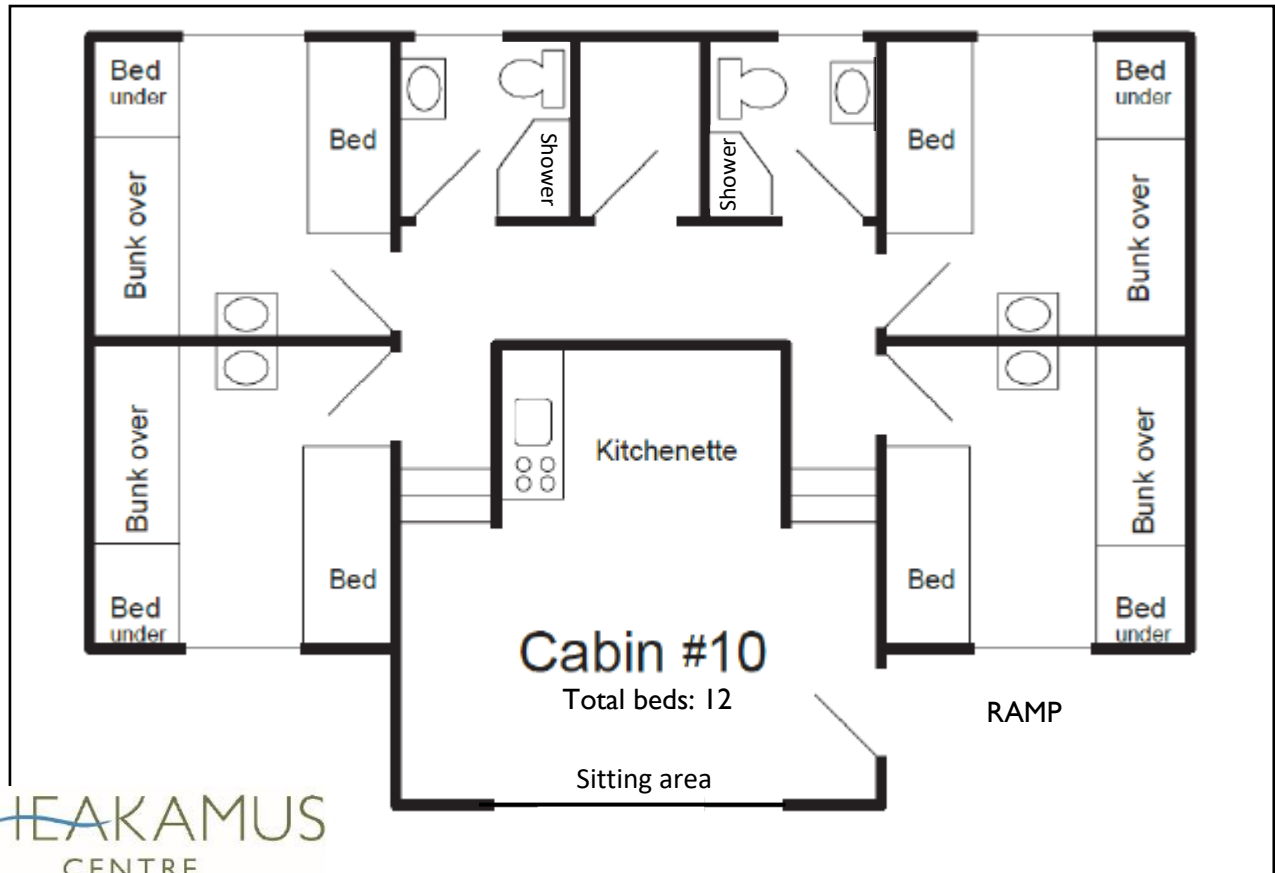 Bed
under
Bed
Shower
Shower
Bed
Bed
under
Bunk over
Bunk over
Kitchenette
Bunk over
Bunk over
Bed
Bed
Bed
under
Bed
under
Cabin #10
Total beds: 12
RAMP
Sitting area
HEAKAMUS
CENTRE